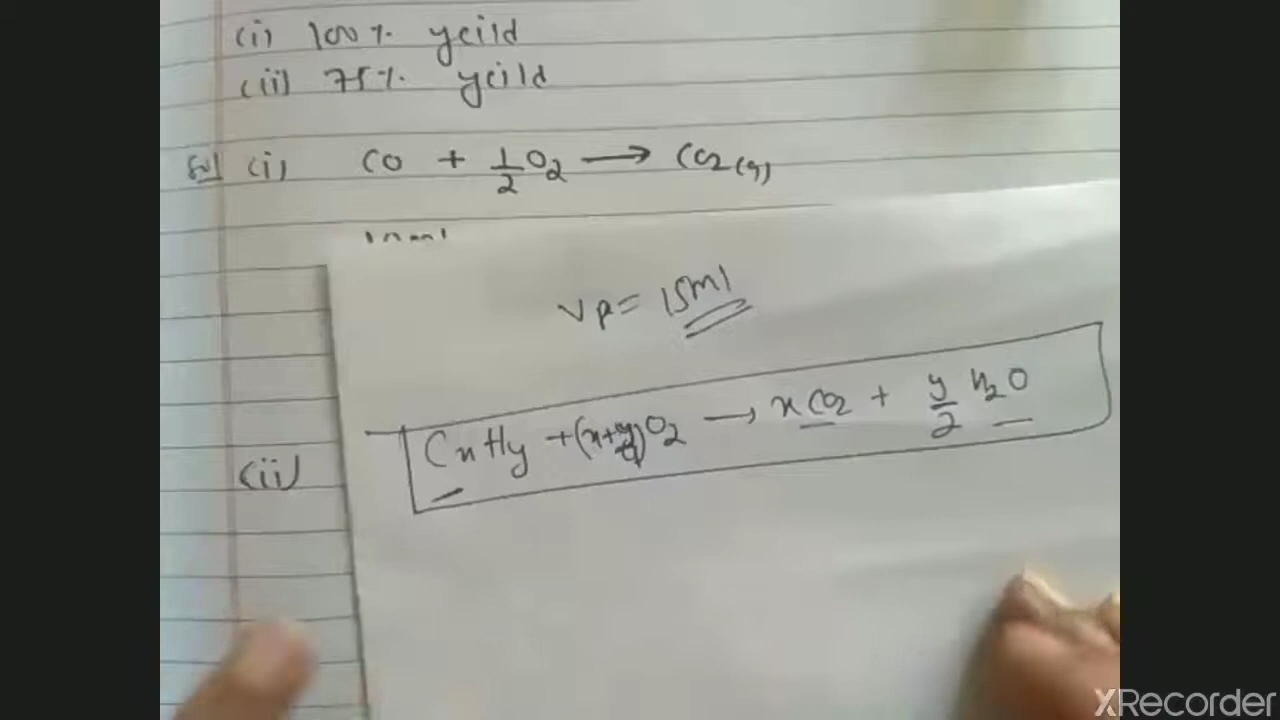 (i) 100% yeild
(ii) 75% yeild
Sol (i) CO + 1/2 O2 ⟶ CO2(g)
Vp = 15ml
CxHy + (x+y/4)O2 ⟶ xCO2 + y/2 H2O
(ii)
XRecorder